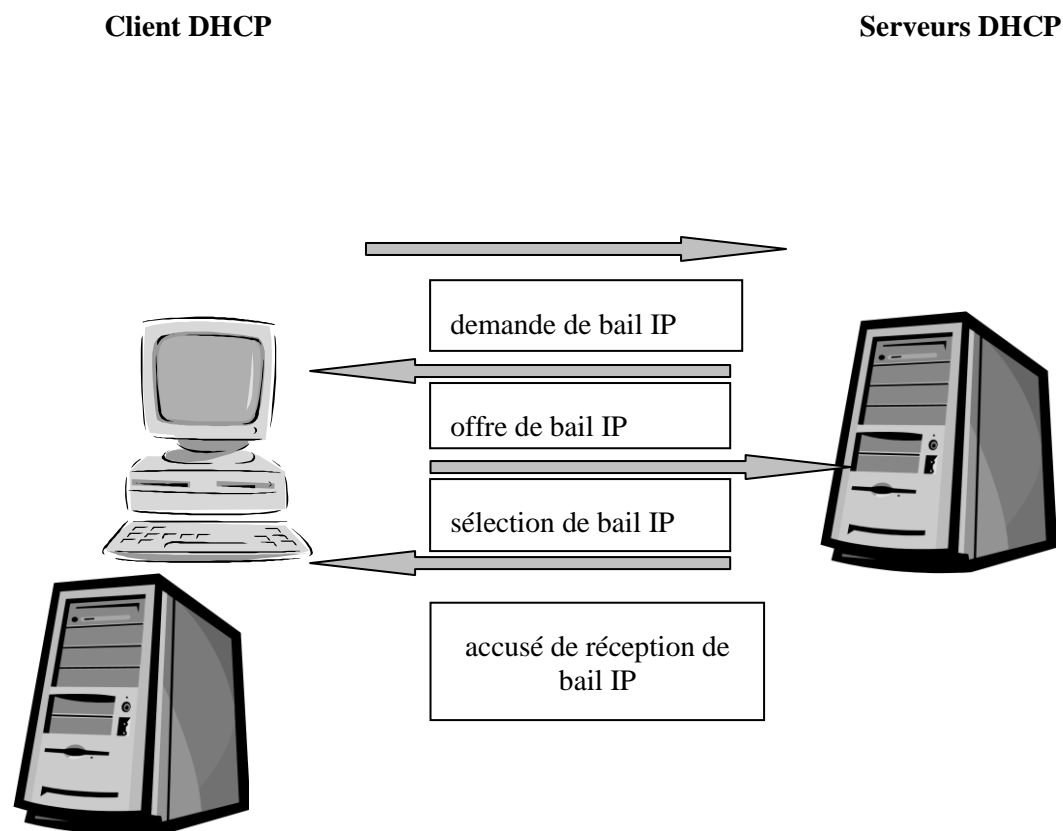 Client DHCP
Serveurs DHCP
demande de bail IP
offre de bail IP
sélection de bail IP
accusé de réception de
bail IP